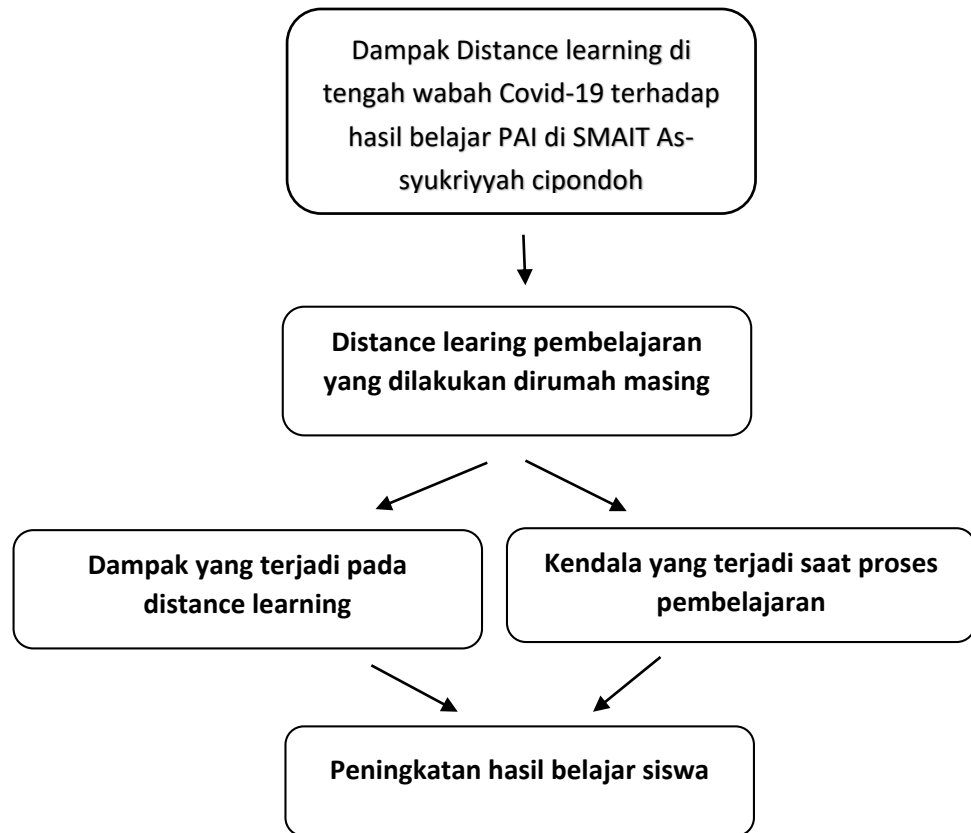 Dampak Distance learning di
tengah wabah Covid-19 terhadap
hasil belajar PAI di SMAIT As-
syukriyyah cipondoh
Distance learing pembelajaran
yang dilakukan dirumah masing
Dampak yang terjadi pada
distance learning
Kendala yang terjadi saat proses
pembelajaran
Peningkatan hasil belajar siswa